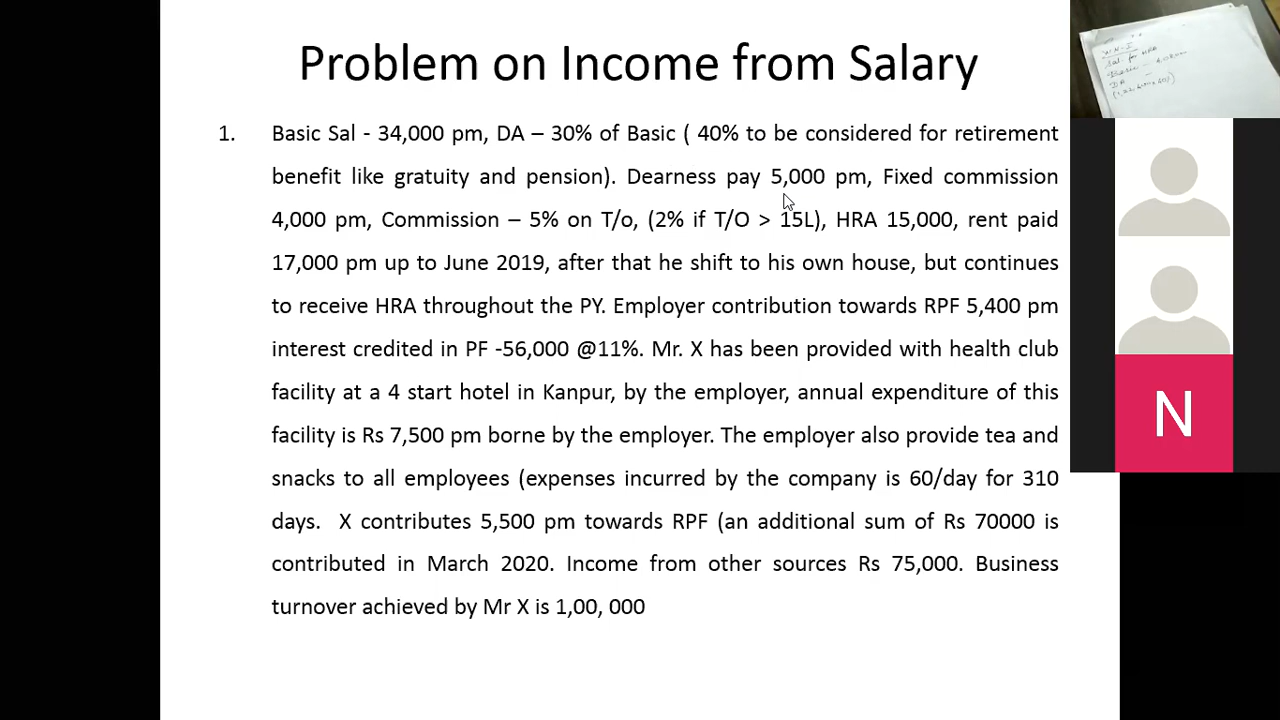 Problem on Income from Salary
1. Basic Sal - 34,000 pm, DA – 30% of Basic ( 40% to be considered for retirement
benefit like gratuity and pension). Dearness pay 5,000 pm, Fixed commission
4,000 pm, Commission – 5% on T/o, (2% if T/O > 15L), HRA 15,000, rent paid
17,000 pm up to June 2019, after that he shift to his own house, but continues
to receive HRA throughout the PY. Employer contribution towards RPF 5,400 pm
interest credited in PF -56,000 @11%. Mr. X has been provided with health club
facility at a 4 start hotel in Kanpur, by the employer, annual expenditure of this
facility is Rs 7,500 pm borne by the employer. The employer also provide tea and
snacks to all employees (expenses incurred by the company is 60/day for 310
days. X contributes 5,500 pm towards RPF (an additional sum of Rs 70000 is
contributed in March 2020. Income from other sources Rs 75,000. Business
turnover achieved by Mr X is 1,00, 000
Sal for HRA
DA
N